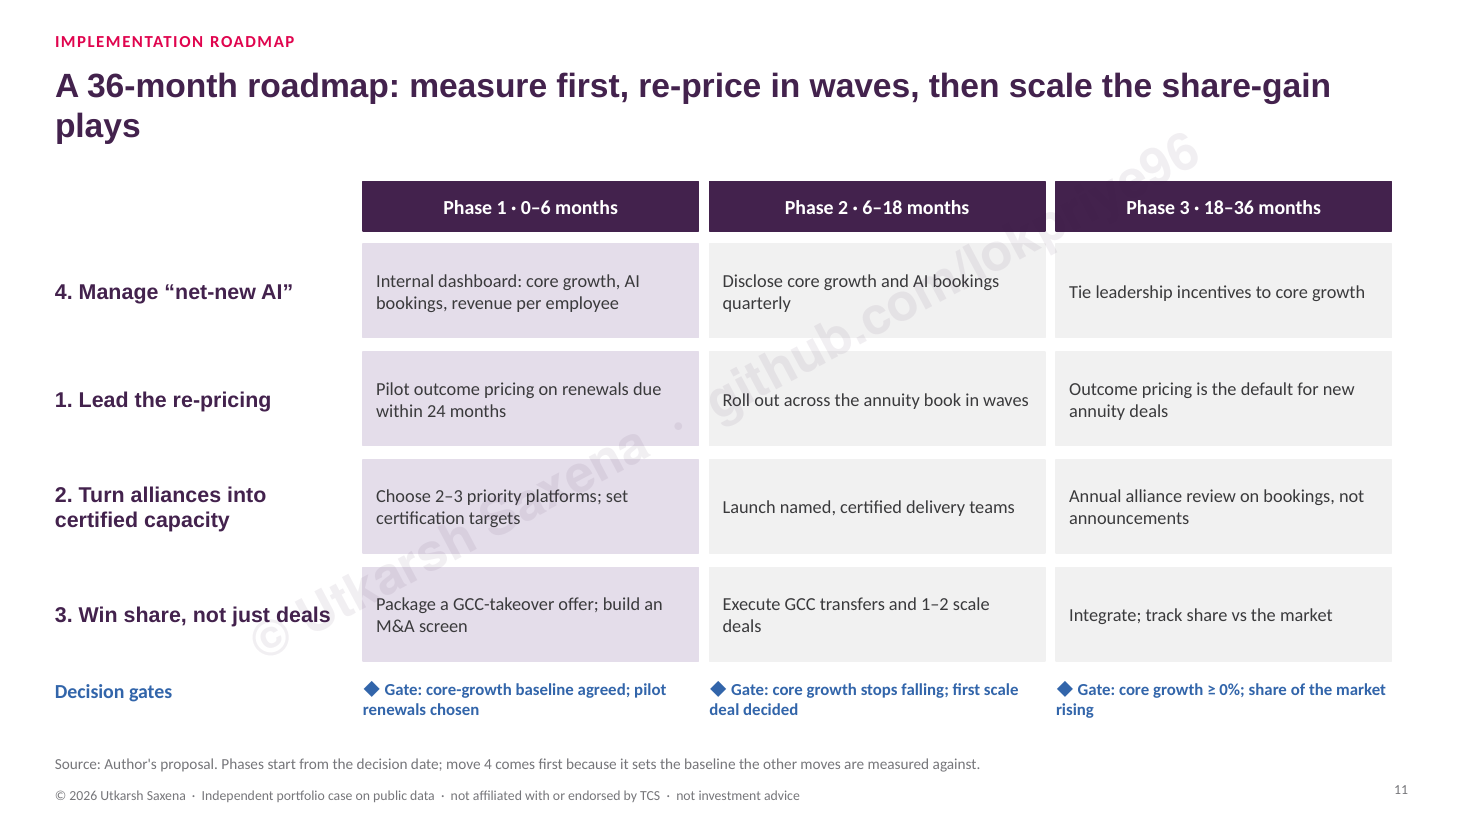 IMPLEMENTATION ROADMAP
A 36-month roadmap: measure first, re-price in waves, then scale the share-gain
plays
Phase 1 · 0–6 months
Phase 2 · 6–18 months
Phase 3 · 18–36 months
4. Manage “net-new AI”
Internal dashboard: core growth, AI
bookings, revenue per employee
Disclose core growth and AI bookings
quarterly
Tie leadership incentives to core growth
1. Lead the re-pricing
Pilot outcome pricing on renewals due
within 24 months
Roll out across the annuity book in waves
Outcome pricing is the default for new
annuity deals
2. Turn alliances into
certified capacity
Choose 2–3 priority platforms; set
certification targets
Launch named, certified delivery teams
Annual alliance review on bookings, not
announcements
3. Win share, not just deals
Package a GCC-takeover offer; build an
M&A screen
Execute GCC transfers and 1–2 scale
deals
Integrate; track share vs the market
Decision gates
◆ Gate: core-growth baseline agreed; pilot
renewals chosen
◆ Gate: core growth stops falling; first scale
deal decided
◆ Gate: core growth ≥ 0%; share of the market
rising
Source: Author's proposal. Phases start from the decision date; move 4 comes first because it sets the baseline the other moves are measured against.
© 2026 Utkarsh Saxena · Independent portfolio case on public data · not affiliated with or endorsed by TCS · not investment advice
11
© Utkarsh Saxena ·